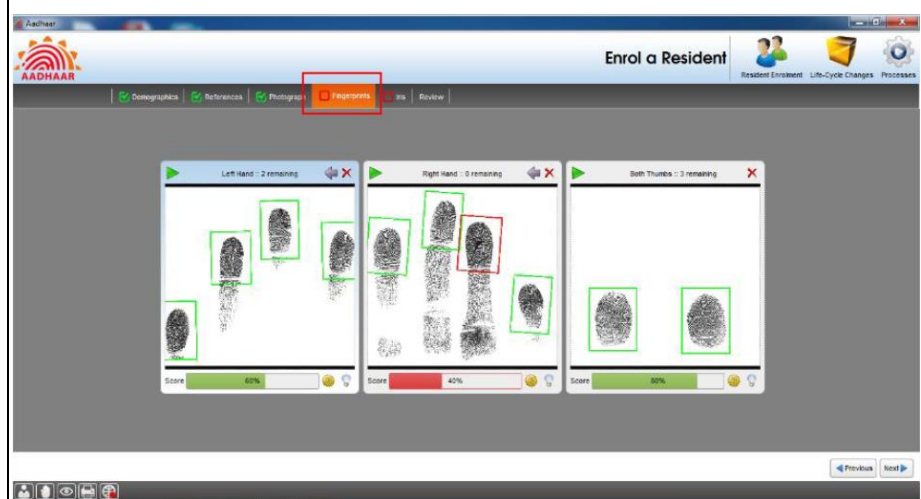 Aadhaar
AADHAAR
Enrol a Resident
Resident Enrolment Life-Cycle Changes Processes
Demographics References Photograph Fingerprints Iris Review
Left Hand :: 2 remaining
Right Hand :: 0 remaining
Both Thumbs :: 3 remaining
Score 60%
Score 40%
Score 80%
Previous Next